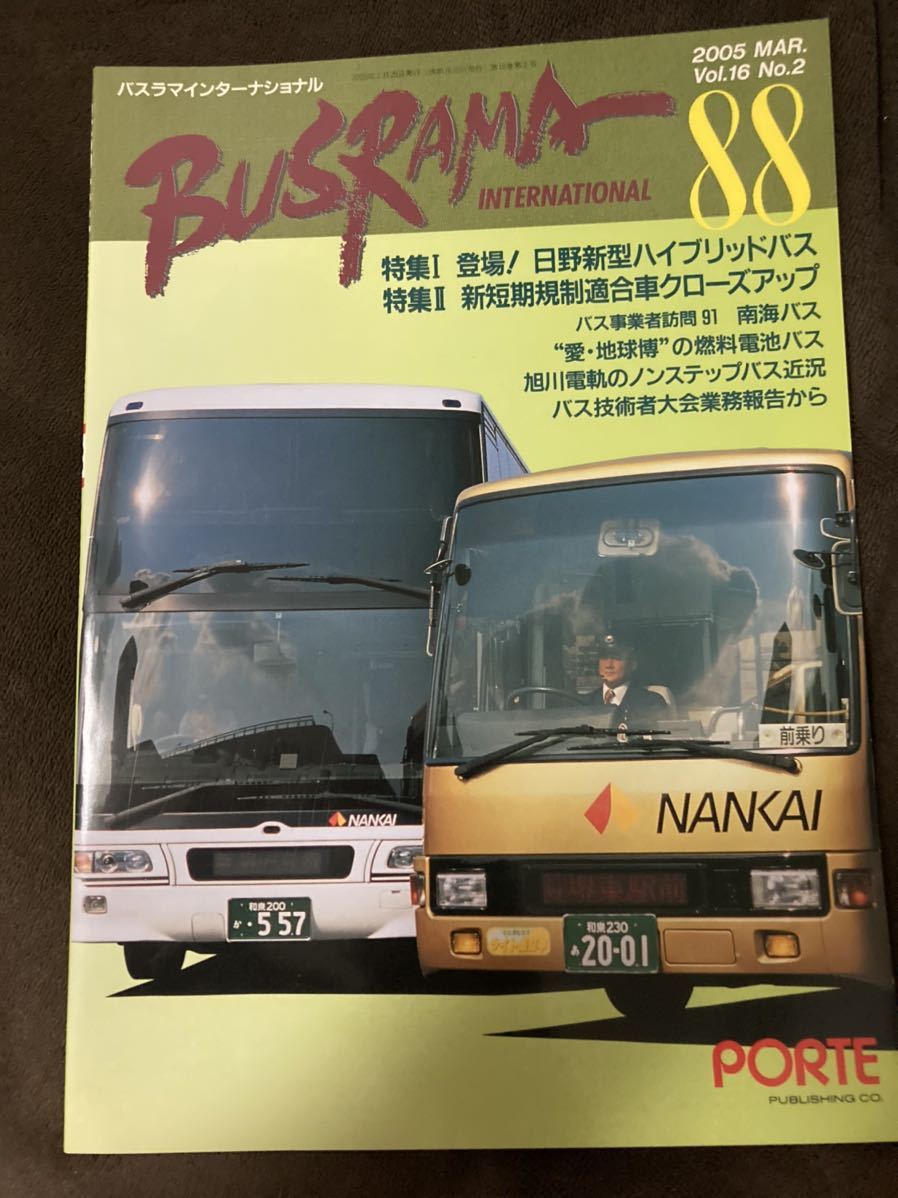 バスラマインターナショナル
2005 MAR.
Vol.16 No.2
BUSRAMA
INTERNATIONAL
88
特集Ⅰ 登場! 日野新型ハイブリッドバス
特集Ⅱ 新短期規制適合車クローズアップ
バス事業者訪問91 南海バス
“愛・地球博”の燃料電池バス
旭川電軌のノンステップバス近況
バス技術者大会業務報告から
前乗り
NANKAI
NANKAI
和泉200
か・557
和泉230
あ20-01
PORTE
PUBLISHING CO.